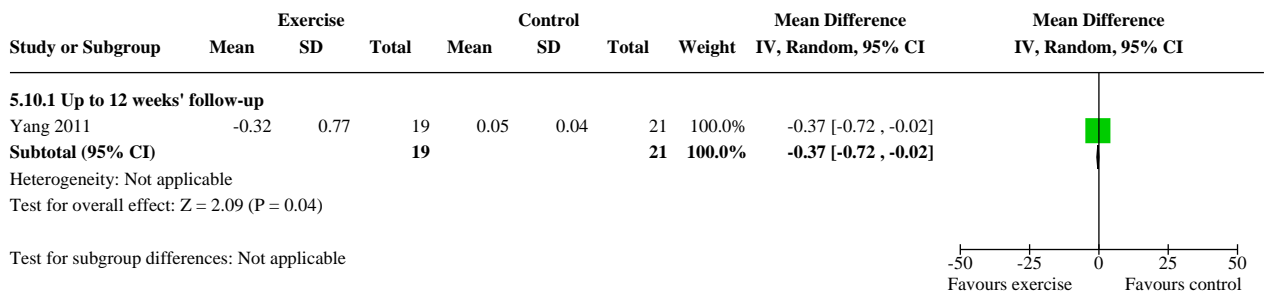 Exercise Control Mean Difference Mean Difference
Study or Subgroup Mean SD Total Mean SD Total Weight IV, Random, 95% CI IV, Random, 95% CI
5.10.1 Up to 12 weeks' follow-up
Yang 2011 -0.32 0.77 19 0.05 0.04 21 100.0% -0.37 [-0.72 , -0.02]
Subtotal (95% CI) 19 21 100.0% -0.37 [-0.72 , -0.02]
Heterogeneity: Not applicable
Test for overall effect: Z = 2.09 (P = 0.04)
Test for subgroup differences: Not applicable
-50 -25 0 25 50
Favours exercise Favours control